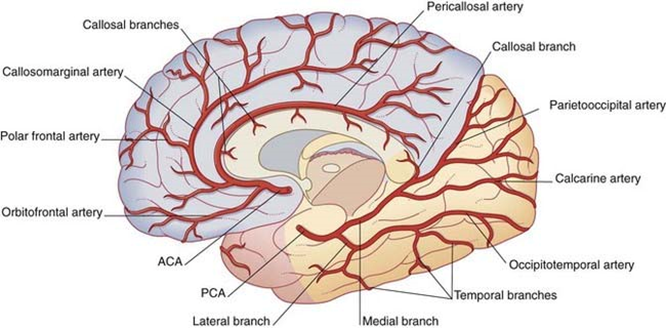 Pericallosal artery
Callosal branches
Callosal branch
Callosomarginal artery
Parietooccipital artery
Polar frontal artery
Calcarine artery
Orbitofrontal artery
ACA
Occipitotemporal artery
PCA
Temporal branches
Lateral branch
Medial branch